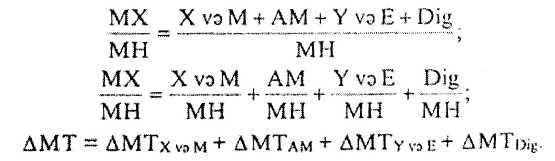 MX/MH = (X və M + AM + Y və E + Dig)/MH;
MX/MH = X və M/MH + AM/MH + Y və E/MH + Dig/MH;
ΔMT = ΔMT_X və M + ΔMT_AM + ΔMT_Y və E + ΔMT_Dig.